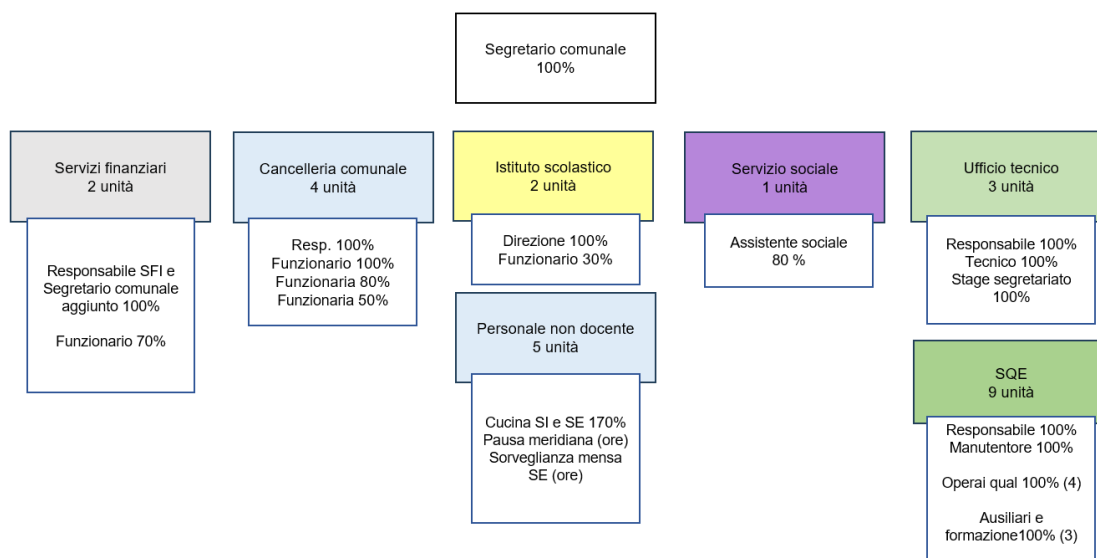 Segretario comunale
100%
Servizi finanziari
2 unità
Responsabile SFI e
Segretario comunale
aggiunto 100%
Funzionario 70%
Cancelleria comunale
4 unità
Resp. 100%
Funzionario 100%
Funzionaria 80%
Funzionaria 50%
Istituto scolastico
2 unità
Direzione 100%
Funzionario 30%
Personale non docente
5 unità
Cucina SI e SE 170%
Pausa meridiana (ore)
Sorveglianza mensa
SE (ore)
Servizio sociale
1 unità
Assistente sociale
80 %
Ufficio tecnico
3 unità
Responsabile 100%
Tecnico 100%
Stage segretariato
100%
SQE
9 unità
Responsabile 100%
Manutentore 100%
Operai qual 100% (4)
Ausiliari e
formazione100% (3)